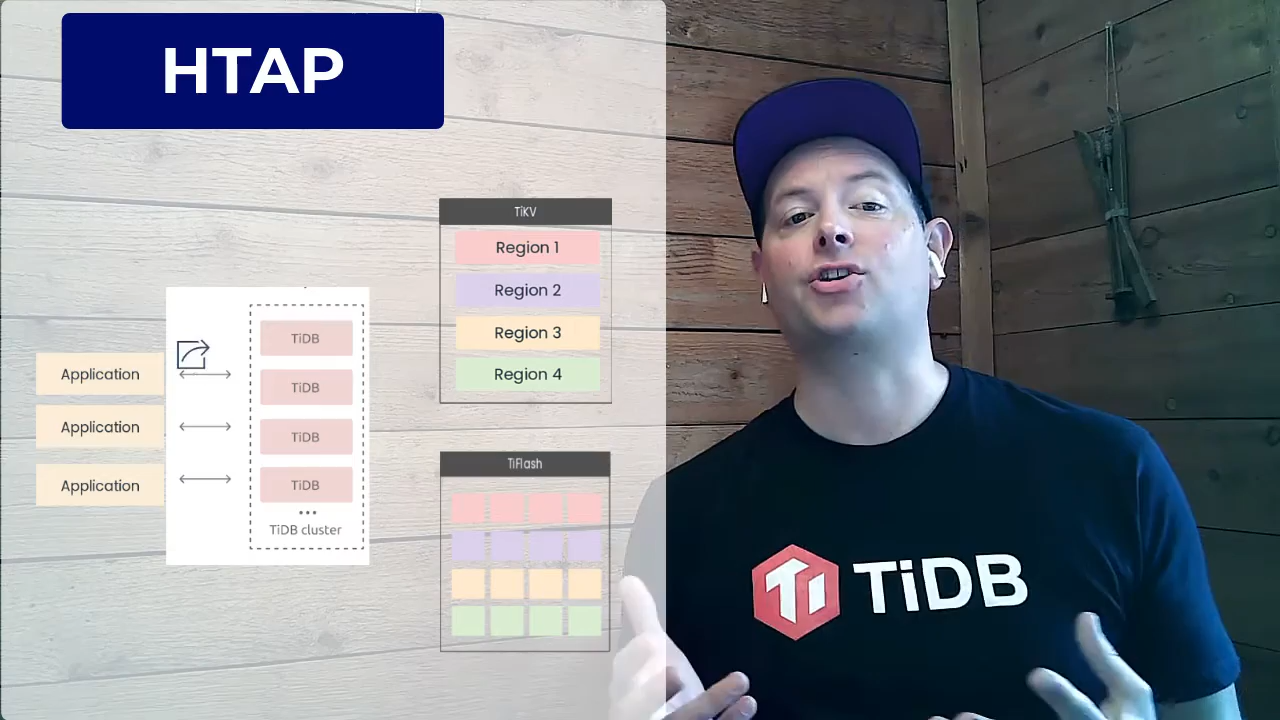 HTAP
Application
Application
Application
TiDB
TiDB
TiDB
TiDB
...
TiDB cluster
TiKV
Region 1
Region 2
Region 3
Region 4
TiFlash
Ti TiDB